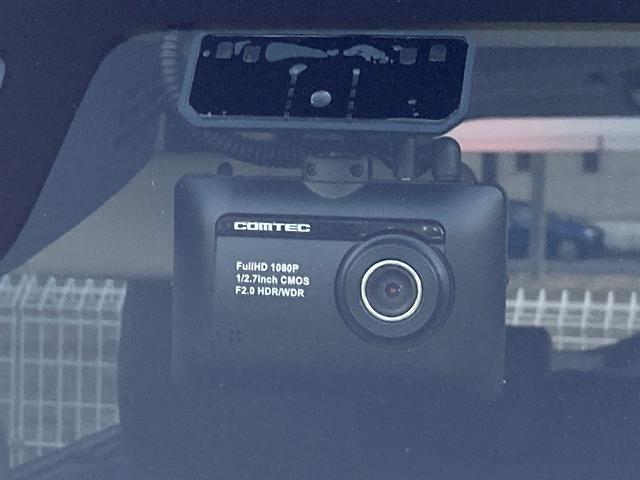 COMTEC
FullHD 1080P
1/2.7Inch CMOS
F2.0 HDR/WDR